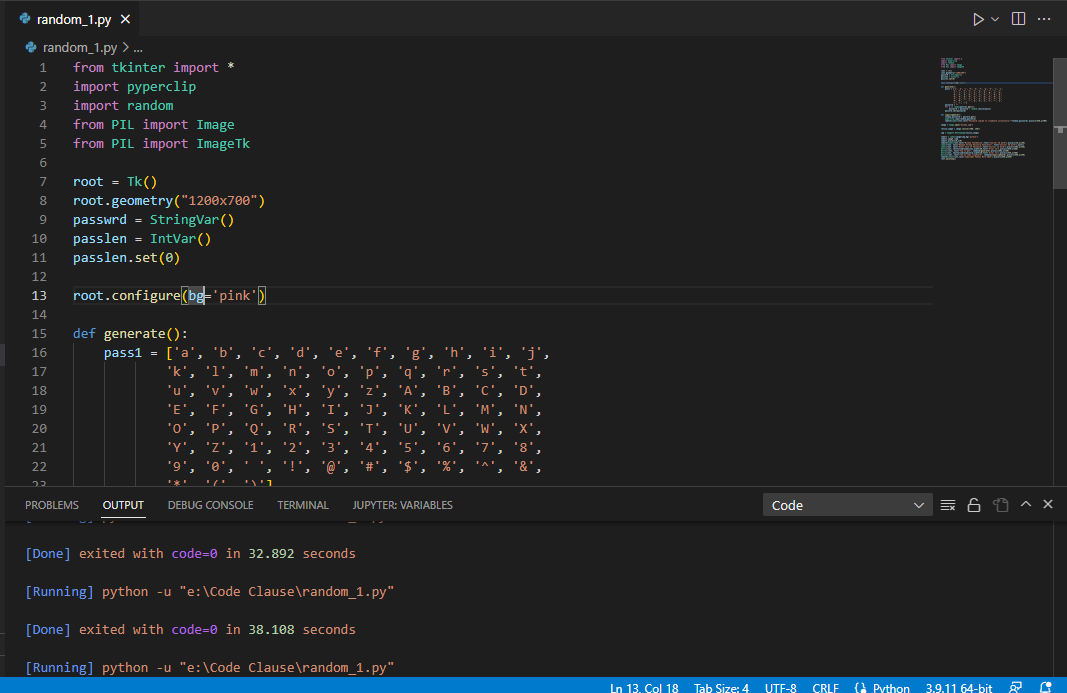 random_1.py
random_1.py > ...
1 from tkinter import *
2 import pyperclip
3 import random
4 from PIL import Image
5 from PIL import ImageTk
6
7 root = Tk()
8 root.geometry("1200x700")
9 passwrd = StringVar()
10 passlen = IntVar()
11 passlen.set(0)
12
13 root.configure(bg='pink')
14
15 def generate():
16 pass1 = ['a', 'b', 'c', 'd', 'e', 'f', 'g', 'h', 'i', 'j',
17 'k', 'l', 'm', 'n', 'o', 'p', 'q', 'r', 's', 't',
18 'u', 'v', 'w', 'x', 'y', 'z', 'A', 'B', 'C', 'D',
19 'E', 'F', 'G', 'H', 'I', 'J', 'K', 'L', 'M', 'N',
20 'O', 'P', 'Q', 'R', 'S', 'T', 'U', 'V', 'W', 'X',
21 'Y', 'Z', '1', '2', '3', '4', '5', '6', '7', '8',
22 '9', '0', ' ', '!', '@', '#', '$', '%', '^', '&',
23 '*', '(', ')']
PROBLEMS OUTPUT DEBUG CONSOLE TERMINAL JUPYTER: VARIABLES Code
[Done] exited with code=0 in 32.892 seconds
[Running] python -u "e:\Code Clause\random_1.py"
[Done] exited with code=0 in 38.108 seconds
[Running] python -u "e:\Code Clause\random_1.py"
Ln 13, Col 18 Tab Size: 4 UTF-8 CRLF Python 3.9.11 64-bit